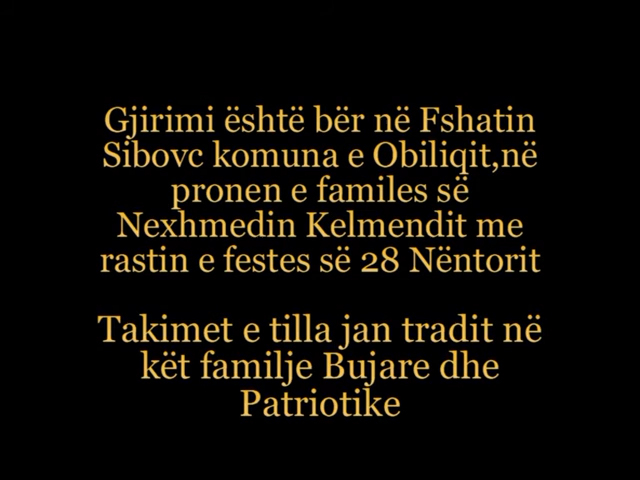 Gjirimi është bër në Fshatin
Sibovc komuna e Obiliqit,në
pronen e familes së
Nexhmedin Kelmendit me
rastin e festes së 28 Nëntorit
Takimet e tilla jan tradit në
kët familje Bujare dhe
Patriotike